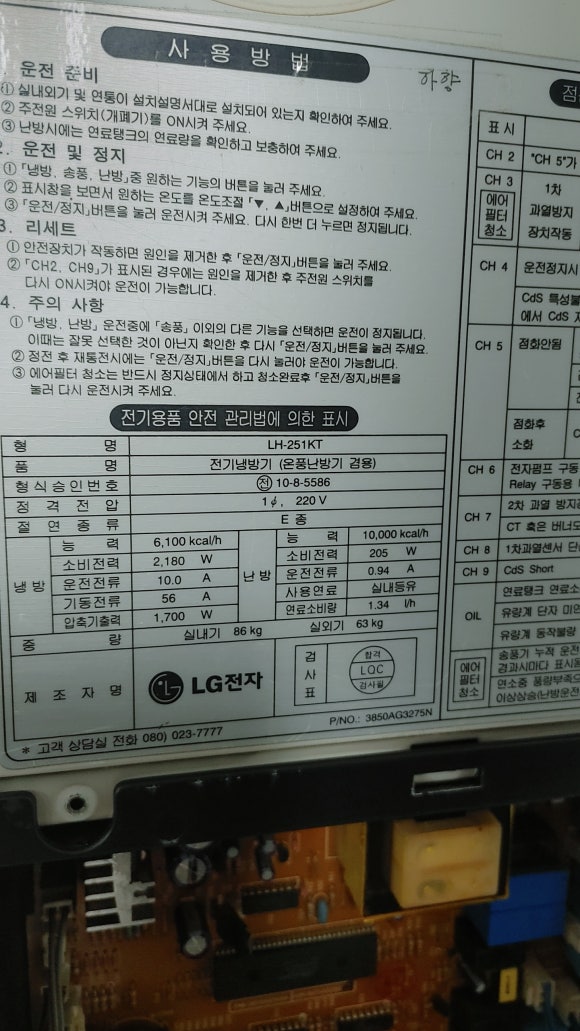 사 용 방 법
하향
1. 운전 준비
① 실내외기 및 연통이 설치설명서대로 설치되어 있는지 확인하여 주세요.
② 주전원 스위치(개폐기)를 ON시켜 주세요.
③ 난방시에는 연료탱크의 연료량을 확인하고 보충하여 주세요.
2. 운전 및 정지
① 「냉방, 송풍, 난방」중 원하는 기능의 버튼을 눌러 주세요.
② 표시창을 보면서 원하는 온도를 온도조절 「▼, ▲」버튼으로 설정하여 주세요.
③ 「운전/정지」버튼을 눌러 운전시켜 주세요. 다시 한번 더 누르면 정지됩니다.
3. 리세트
① 안전장치가 작동하면 원인을 제거한 후 「운전/정지」버튼을 눌러 주세요.
② 「CH2, CH9」가 표시된 경우에는 원인을 제거한 후 주전원 스위치를
다시 ON시켜야 운전이 가능합니다.
4. 주의 사항
① 「냉방, 난방」 운전중에 「송풍」 이외의 다른 기능을 선택하면 운전이 정지됩니다.
이때는 잘못 선택한 것이 아닌지 확인한 후 다시 「운전/정지」버튼을 눌러 주세요.
② 정전 후 재통전시에는 「운전/정지」버튼을 다시 눌러야 운전이 가능합니다.
③ 에어필터 청소는 반드시 정지상태에서 하고 청소완료후 「운전/정지」버튼을
눌러 다시 운전시켜 주세요.
전기용품 안전 관리법에 의한 표시
형 명 LH-251KT
품 명 전기냉방기 (온풍난방기 겸용)
형식승인번호 전 10-8-5586
정격전압 1ϕ, 220 V
절연종류 E 종
냉방 능력 6,100 kcal/h 난방 능력 10,000 kcal/h
소비전력 2,180 W 소비전력 205 W
운전전류 10.0 A 운전전류 0.94 A
기동전류 56 A 사용연료 실내등유
압축기출력 1,700 W 연료소비량 1.34 l/h
중 량 실내기 86 kg 실외기 63 kg
제조자명 LG전자 검사표 합격 LQC 검사필
P/NO.: 3850AG3275N
* 고객 상담실 전화 080) 023-7777
점
표 시
CH 2 "CH 5"가
CH 3 1차
에어 필터 청소 과열방지
장치작동
CH 4 운전정지시
CdS 특성불
에서 CdS
CH 5 점화안됨
점화후
소화
CH 6 전자펌프 구동
Relay 구동용
CH 7 2차 과열 방지
CT 혹은 버너모
CH 8 1차과열센서 단
CH 9 CdS Short
OIL 연료탱크 연료소
유량계 단자 미연
유량계 동작불량
에어 필터 청소 송풍기 누적 운전
경과시마다 표시됨
연소중 풍량부족으
이상상승(난방운전